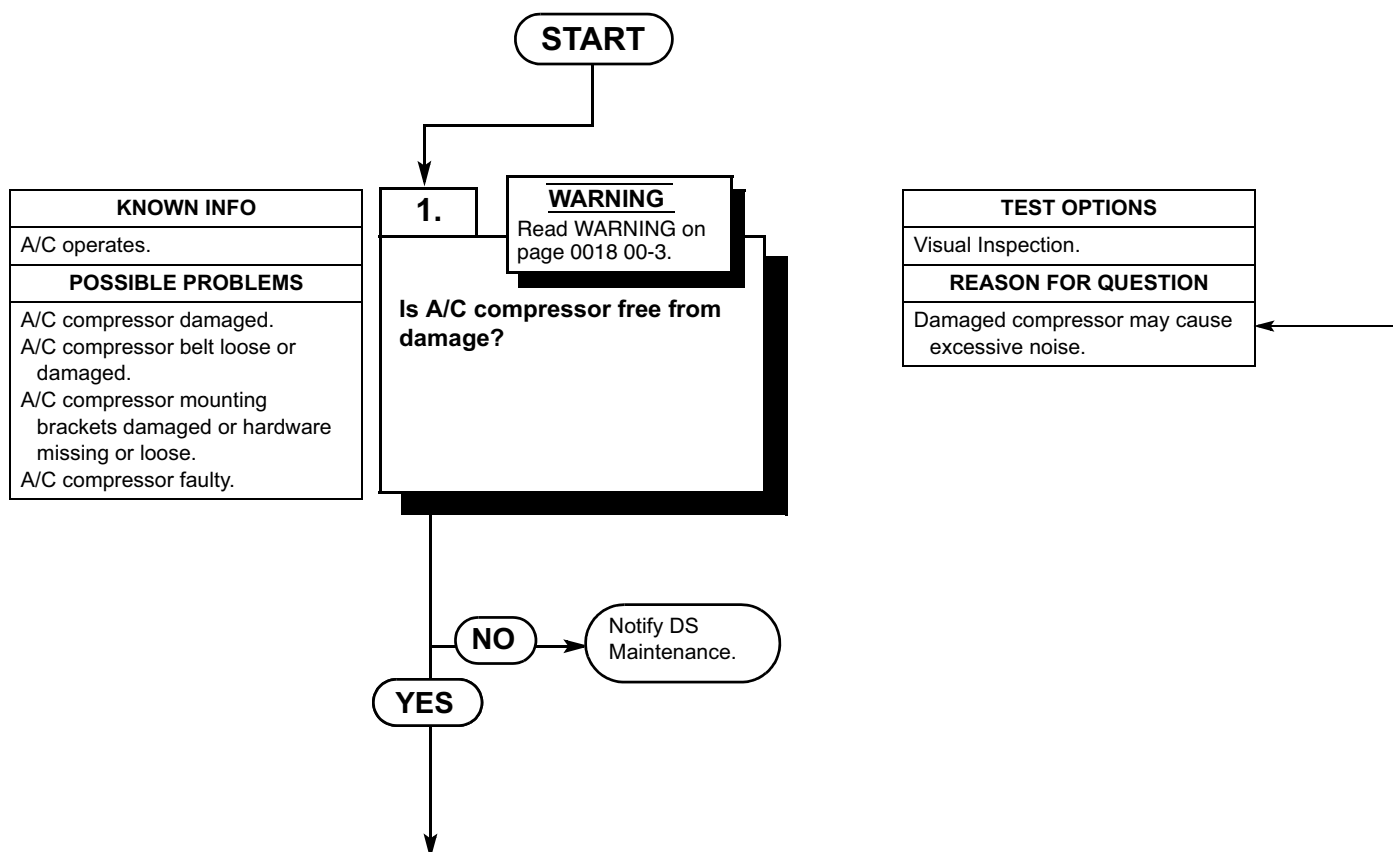 START
KNOWN INFO
A/C operates.
POSSIBLE PROBLEMS
A/C compressor damaged.
A/C compressor belt loose or
damaged.
A/C compressor mounting
brackets damaged or hardware
missing or loose.
A/C compressor faulty.
1.
WARNING
Read WARNING on
page 0018 00-3.
Is A/C compressor free from
damage?
TEST OPTIONS
Visual Inspection.
REASON FOR QUESTION
Damaged compressor may cause
excessive noise.
NO
Notify DS
Maintenance.
YES